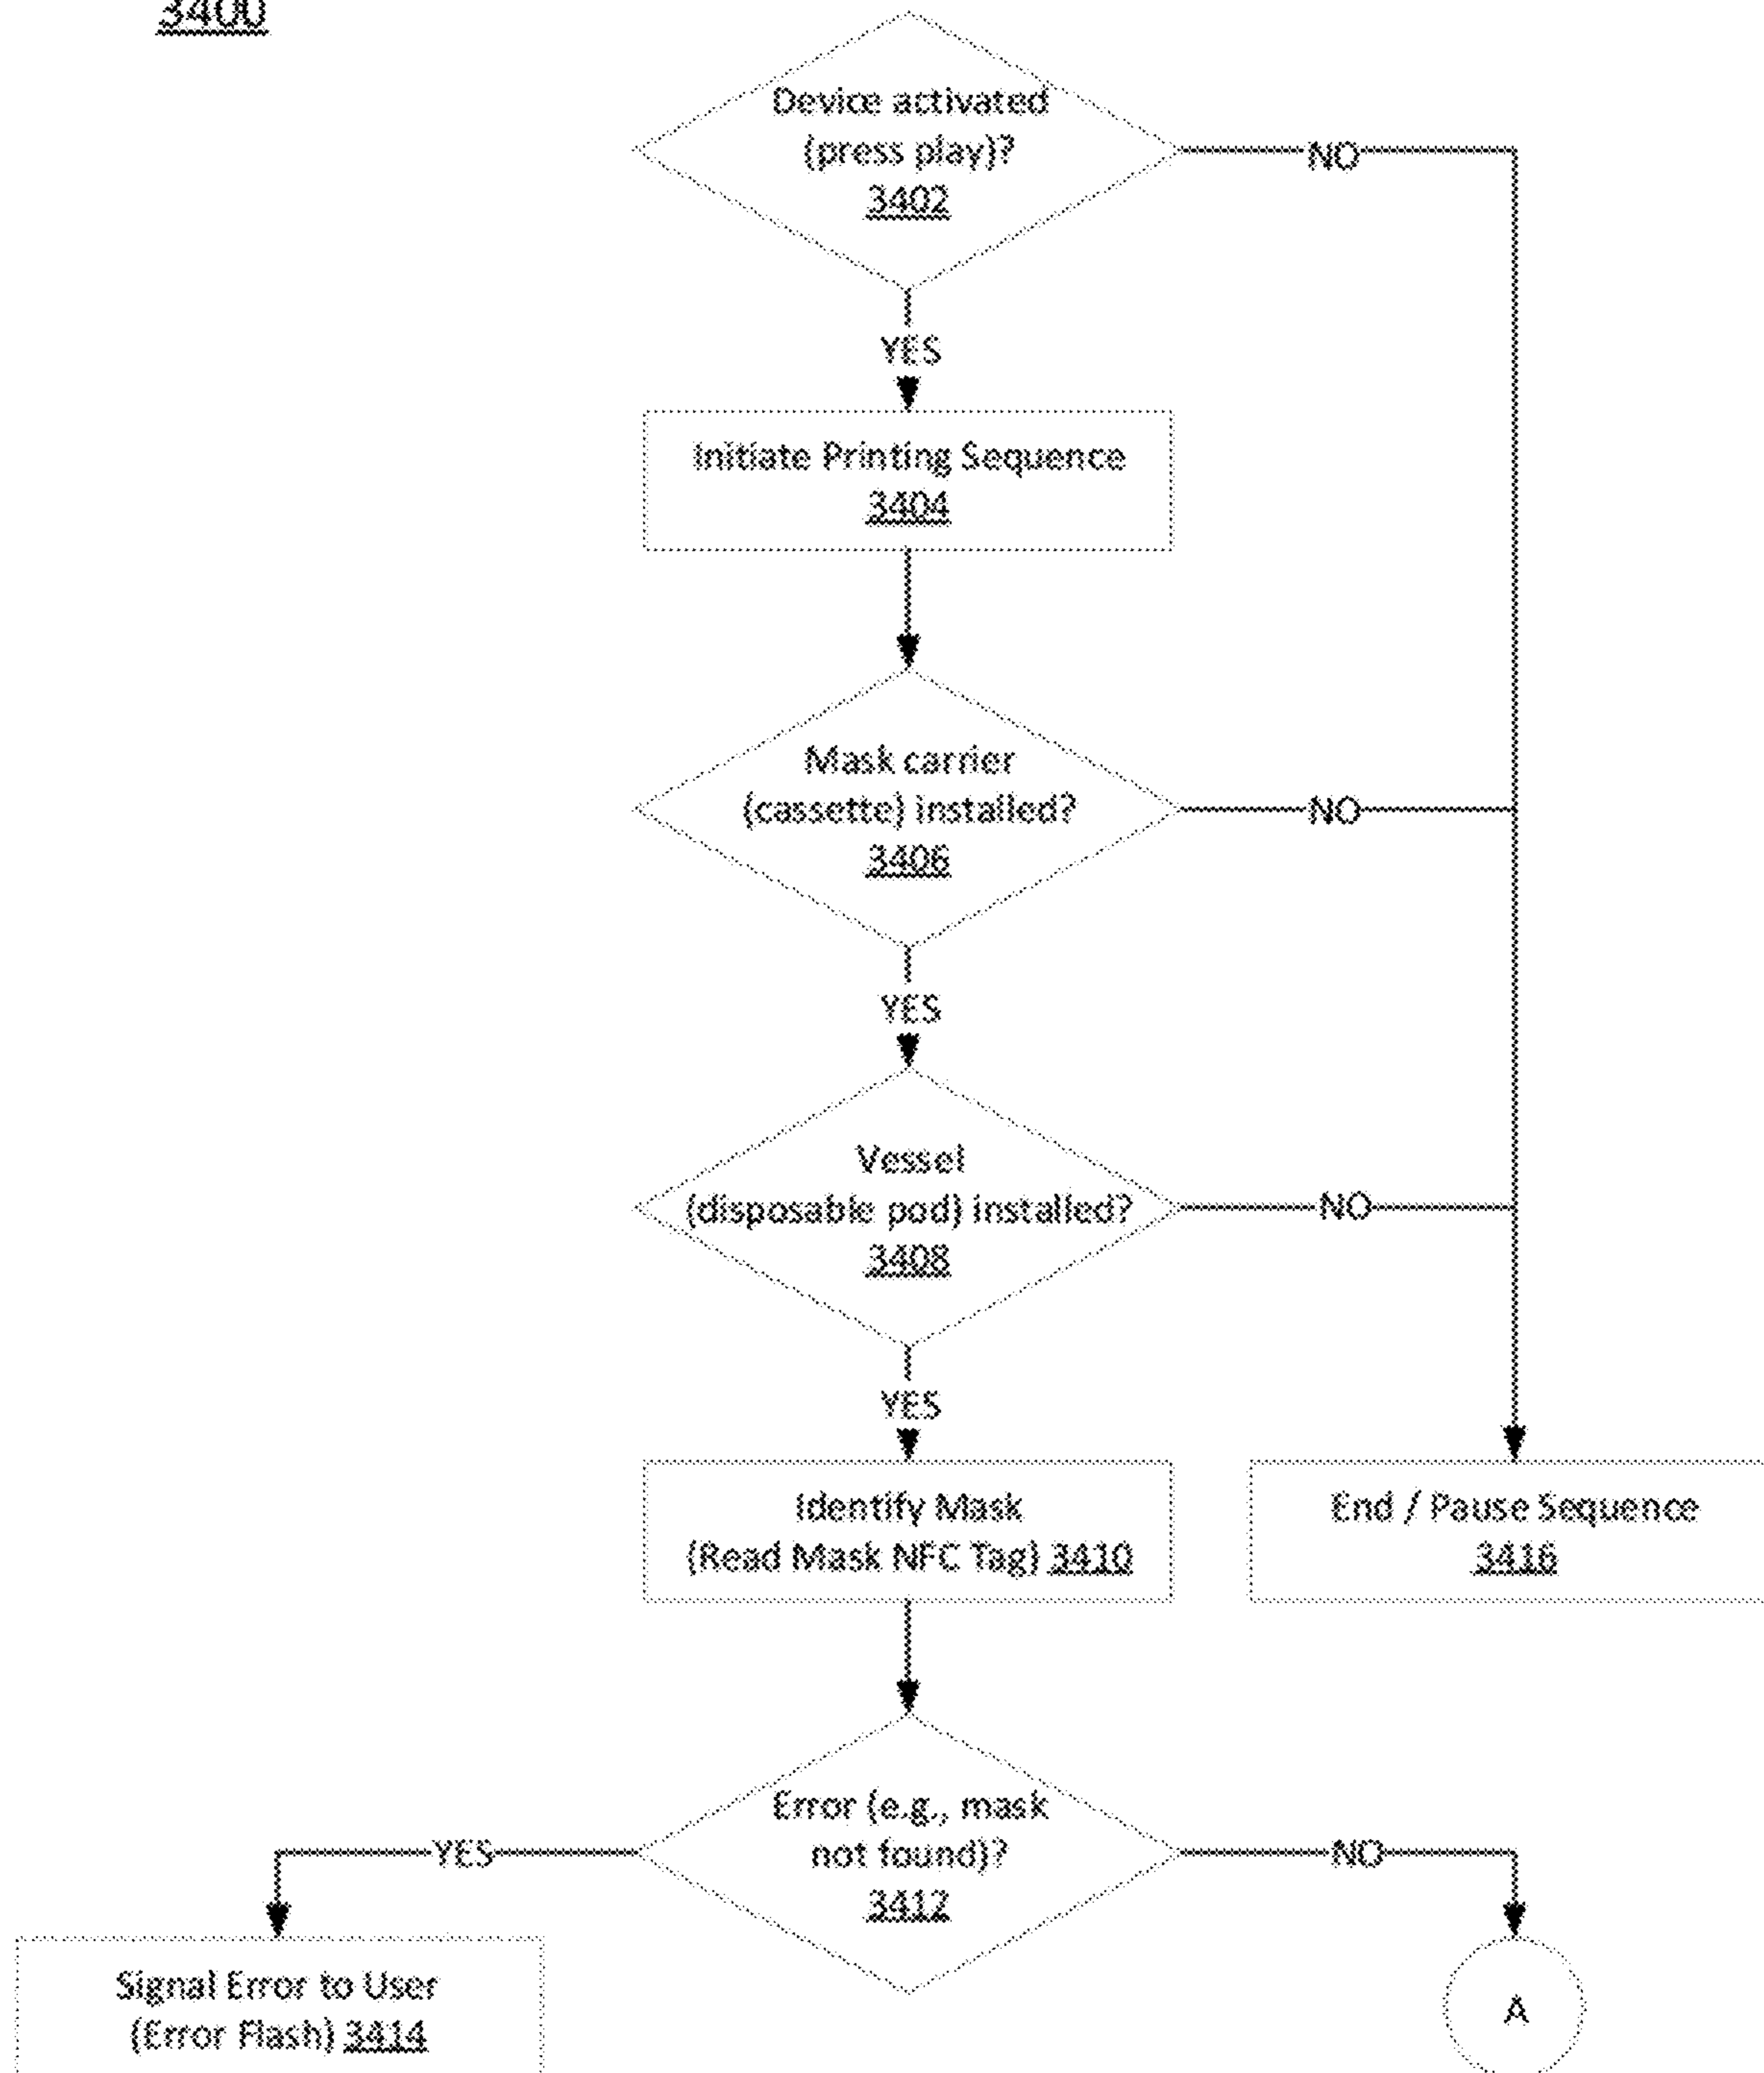 3400
Device activated
(press play)?
3402
NO
YES
Initiate Printing Sequence
3404
Mask carrier
(cassette) installed?
3406
NO
YES
Vessel
(disposable pod) installed?
3408
NO
YES
Identify Mask
(Read Mask NFC Tag) 3410
End / Pause Sequence
3416
Error (e.g., mask
not found)?
3412
YES
NO
Signal Error to User
(Error Flash) 3414
A